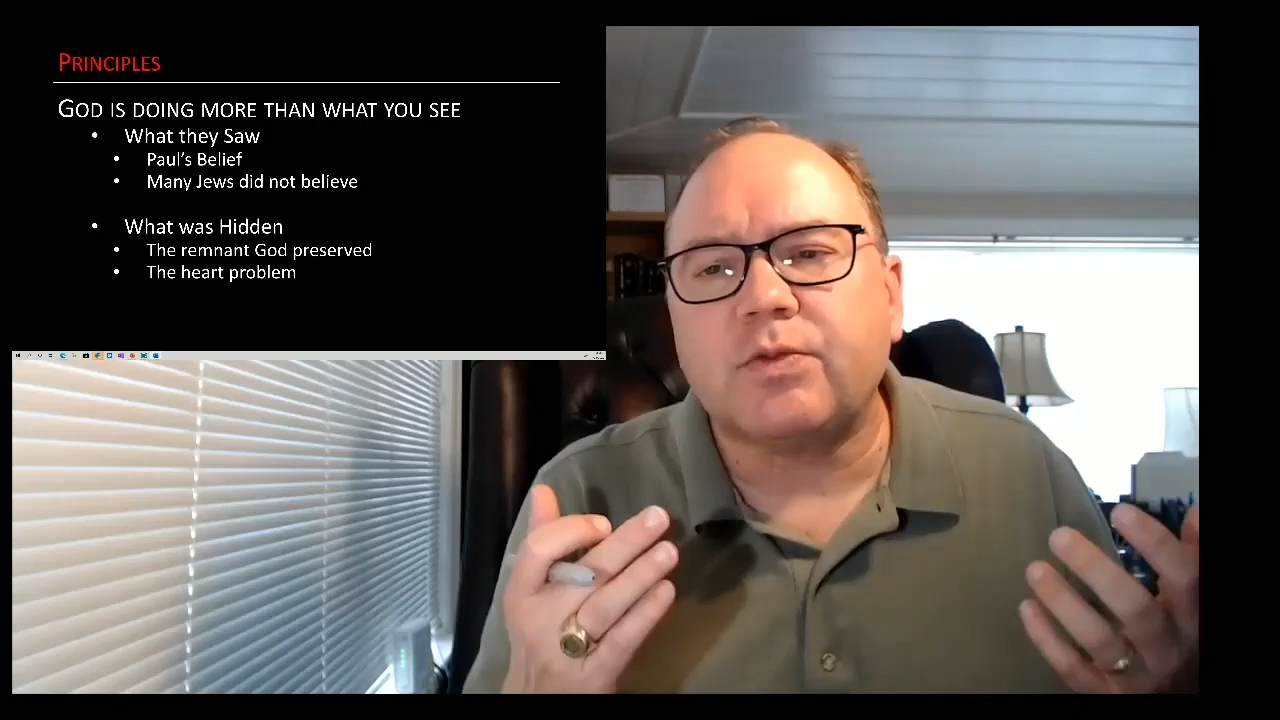 PRINCIPLES
GOD IS DOING MORE THAN WHAT YOU SEE
• What they Saw
• Paul's Belief
• Many Jews did not believe
• What was Hidden
• The remnant God preserved
• The heart problem